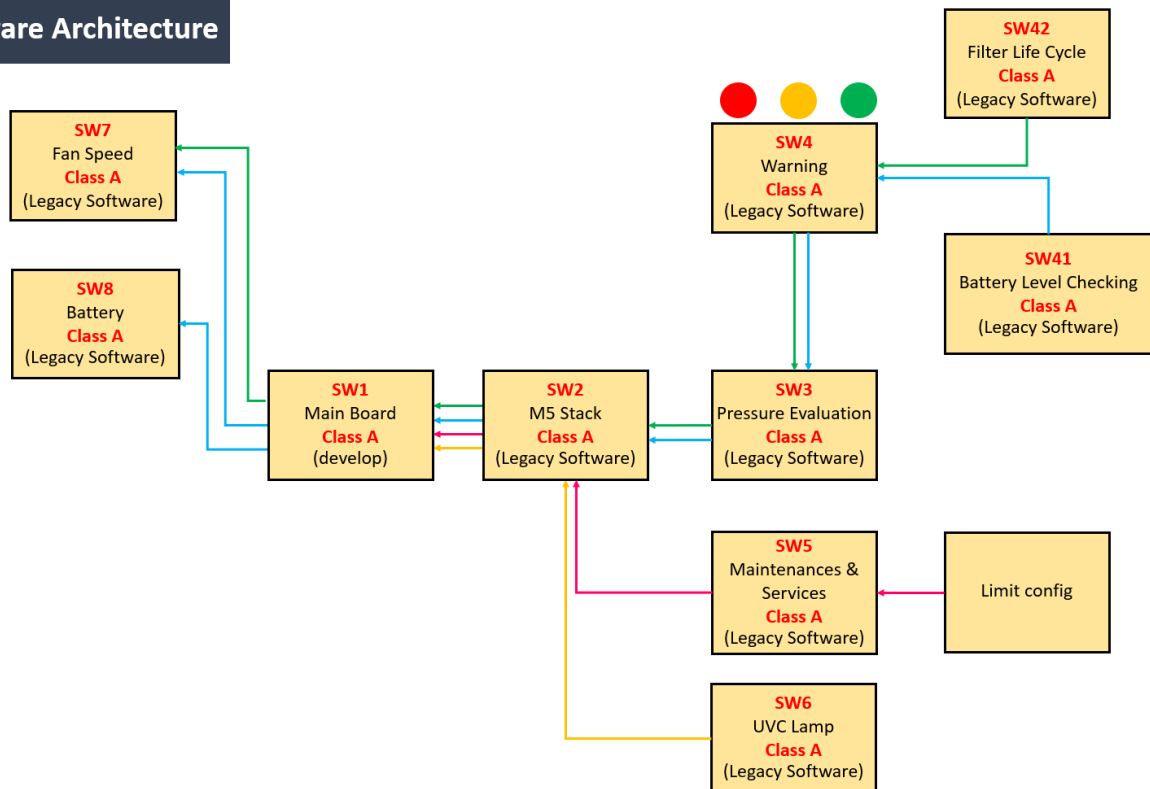 are Architecture
SW42
Filter Life Cycle
Class A
(Legacy Software)
SW7
Fan Speed
Class A
(Legacy Software)
SW4
Warning
Class A
(Legacy Software)
SW41
Battery Level Checking
Class A
(Legacy Software)
SW8
Battery
Class A
(Legacy Software)
SW1
Main Board
Class A
(develop)
SW2
M5 Stack
Class A
(Legacy Software)
SW3
Pressure Evaluation
Class A
(Legacy Software)
SW5
Maintenances &
Services
Class A
(Legacy Software)
Limit config
SW6
UVC Lamp
Class A
(Legacy Software)